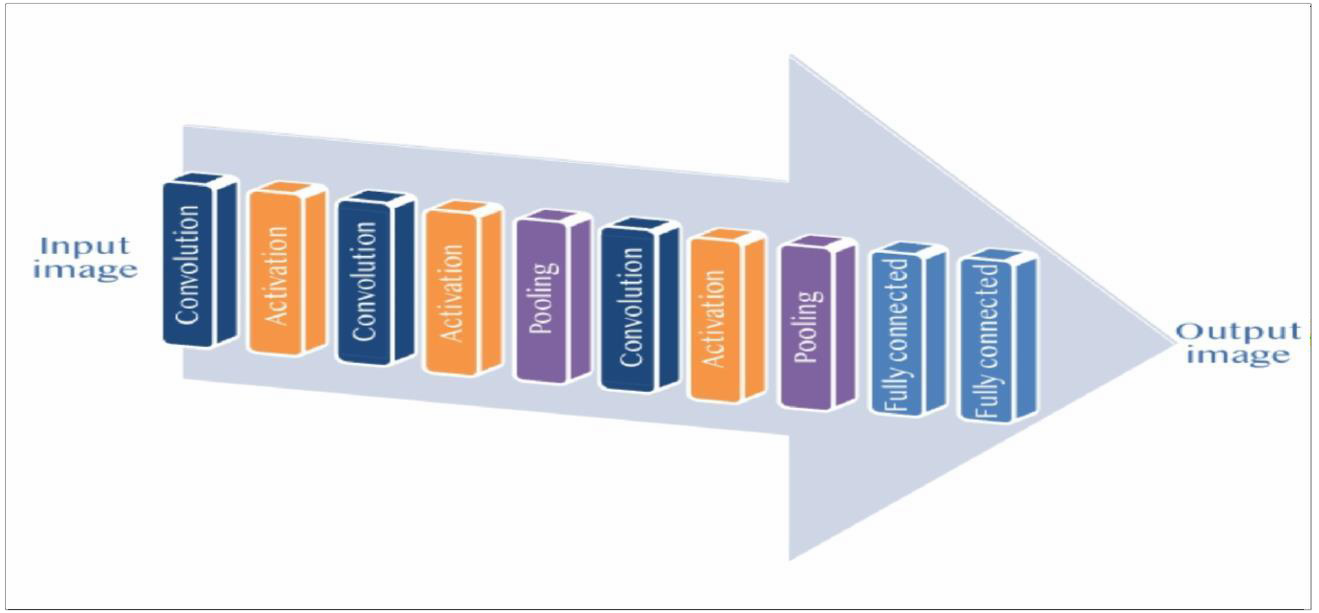 Input
image
Convolution
Activation
Convolution
Activation
Pooling
Convolution
Activation
Pooling
Fully connected
Fully connected
Output
image